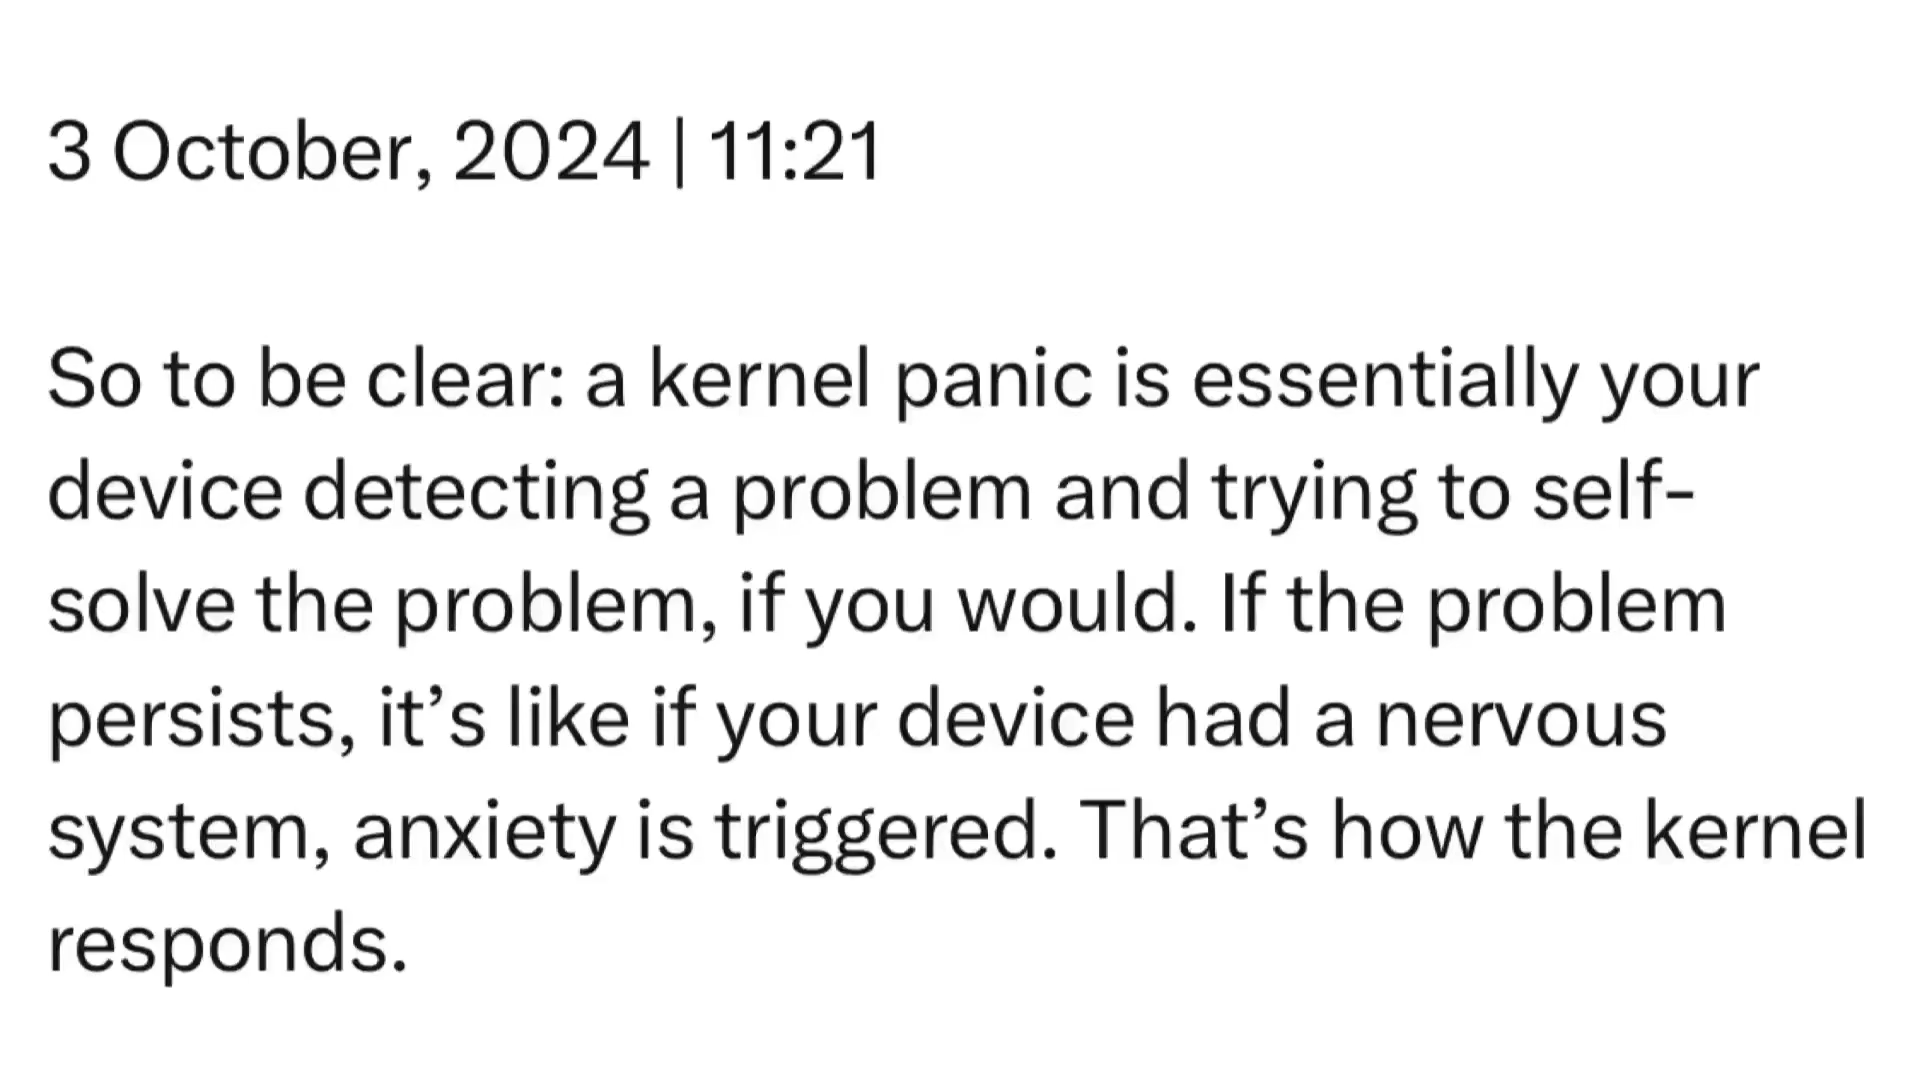 3 October, 2024 | 11:21
So to be clear: a kernel panic is essentially your
device detecting a problem and trying to self-
solve the problem, if you would. If the problem
persists, it’s like if your device had a nervous
system, anxiety is triggered. That’s how the kernel
responds.